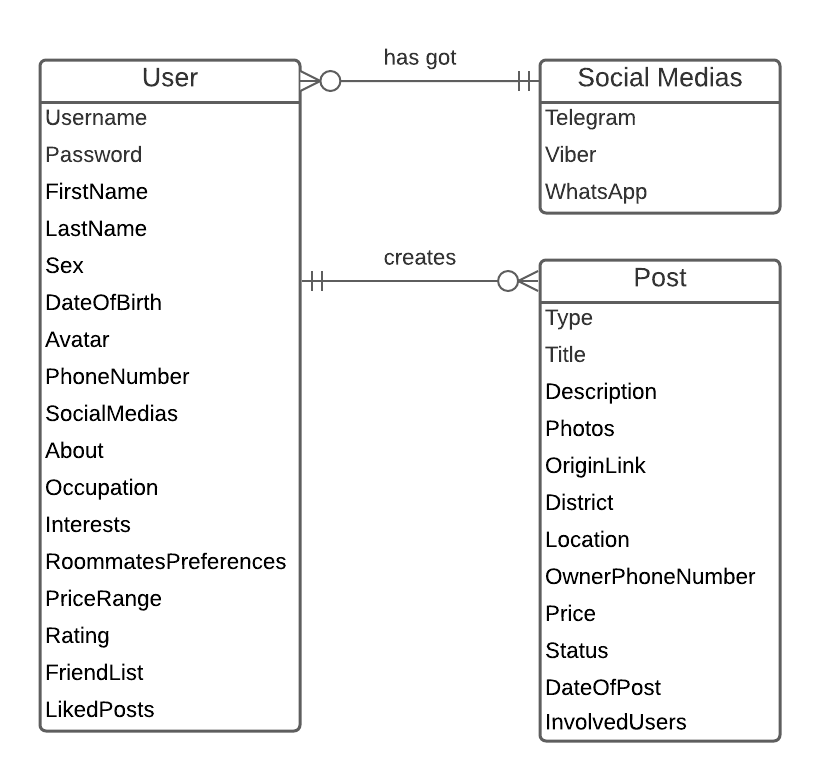 User
Username
Password
FirstName
LastName
Sex
DateOfBirth
Avatar
PhoneNumber
SocialMedias
About
Occupation
Interests
RoommatesPreferences
PriceRange
Rating
FriendList
LikedPosts
has got
Social Medias
Telegram
Viber
WhatsApp
creates
Post
Type
Title
Description
Photos
OriginLink
District
Location
OwnerPhoneNumber
Price
Status
DateOfPost
InvolvedUsers